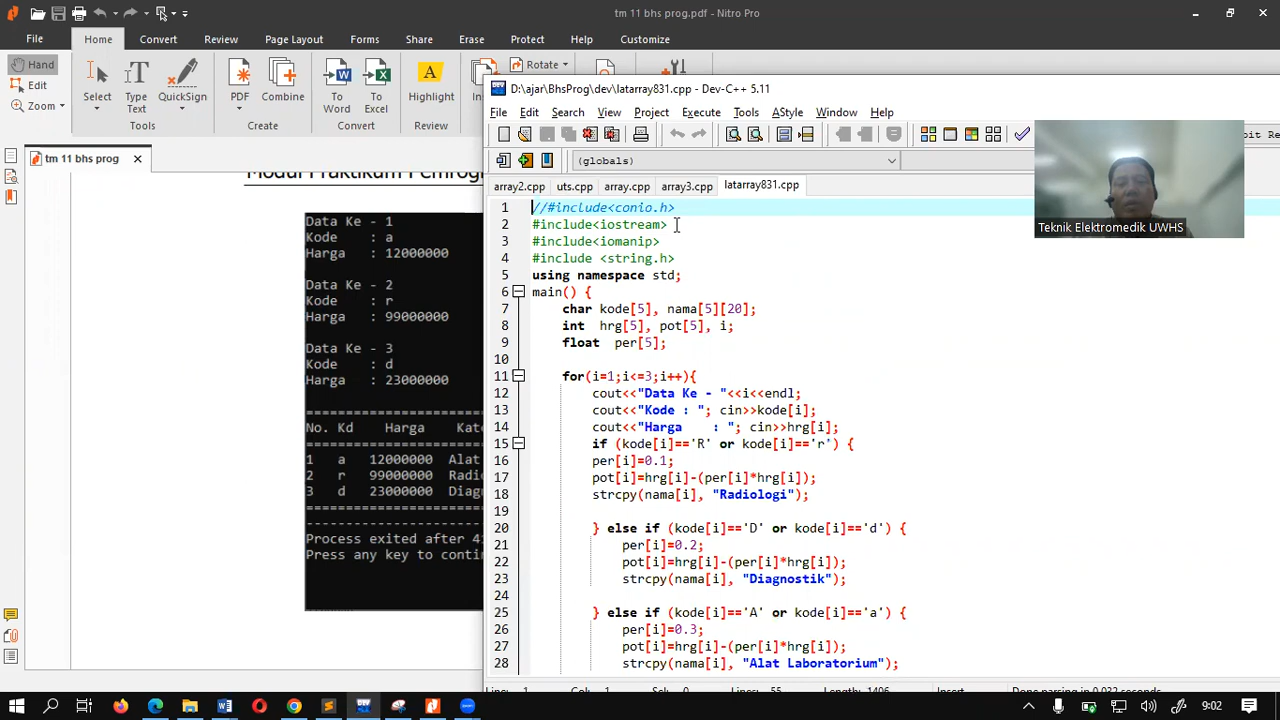 tm 11 bhs prog.pdf - Nitro Pro
File Home Convert Review Page Layout Forms Share Erase Protect Help Customize
Hand
Edit
Zoom
Select
Type Text
QuickSign
PDF
Combine
To Word
To Excel
Highlight
Rotate
Tools
Create
Convert
Review
tm 11 bhs prog
Data Ke - 1
Kode : a
Harga : 12000000
Data Ke - 2
Kode : r
Harga : 99000000
Data Ke - 3
Kode : d
Harga : 23000000
==================
No. Kd Harga Kate
==================
1 a 12000000 Alat
2 r 99000000 Radio
3 d 23000000 Diagn
==================
------------------
Process exited after 4
Press any key to contin
D:\ajar\BhsProg\dev\latarray831.cpp - Dev-C++ 5.11
File Edit Search View Project Execute Tools AStyle Window Help
(globals)
array2.cpp uts.cpp array.cpp array3.cpp latarray831.cpp
1 //#include<conio.h>
2 #include<iostream>
3 #include<iomanip>
4 #include <string.h>
5 using namespace std;
6 main() {
7 char kode[5], nama[5][20];
8 int hrg[5], pot[5], i;
9 float per[5];
10
11 for(i=1;i<=3;i++){
12 cout<<"Data Ke - "<<i<<endl;
13 cout<<"Kode : "; cin>>kode[i];
14 cout<<"Harga : "; cin>>hrg[i];
15 if (kode[i]=='R' or kode[i]=='r') {
16 per[i]=0.1;
17 pot[i]=hrg[i]-(per[i]*hrg[i]);
18 strcpy(nama[i], "Radiologi");
19
20 } else if (kode[i]=='D' or kode[i]=='d') {
21 per[i]=0.2;
22 pot[i]=hrg[i]-(per[i]*hrg[i]);
23 strcpy(nama[i], "Diagnostik");
24
25 } else if (kode[i]=='A' or kode[i]=='a') {
26 per[i]=0.3;
27 pot[i]=hrg[i]-(per[i]*hrg[i]);
28 strcpy(nama[i], "Alat Laboratorium");
Teknik Elektromedik UWHS
9:02